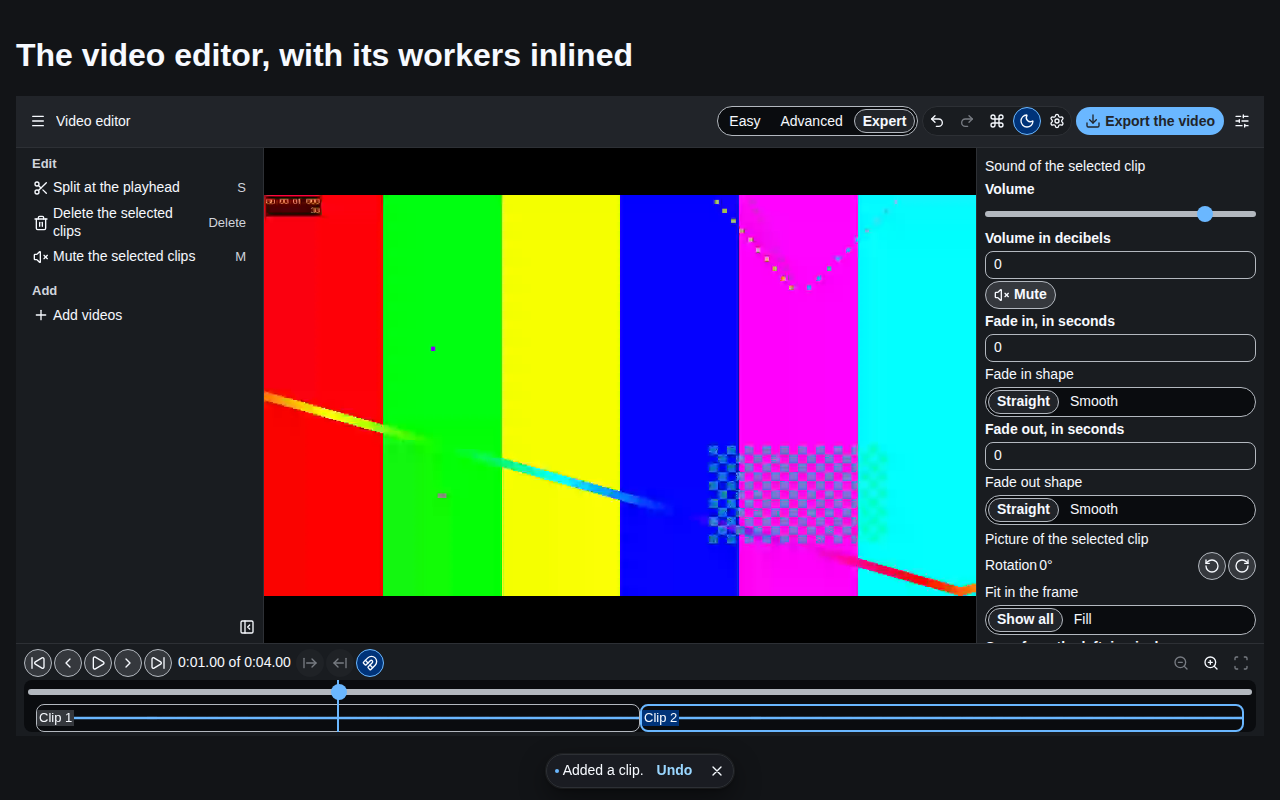 The video editor, with its workers inlined
Video editor
Easy Advanced Expert
Export the video
Edit
Split at the playhead S
Delete the selected clips Delete
Mute the selected clips M
Add
Add videos
Sound of the selected clip
Volume
Volume in decibels
0
Mute
Fade in, in seconds
0
Fade in shape
Straight Smooth
Fade out, in seconds
0
Fade out shape
Straight Smooth
Picture of the selected clip
Rotation 0°
Fit in the frame
Show all Fill
0:01.00 of 0:04.00
Clip 1
Clip 2
Added a clip. Undo